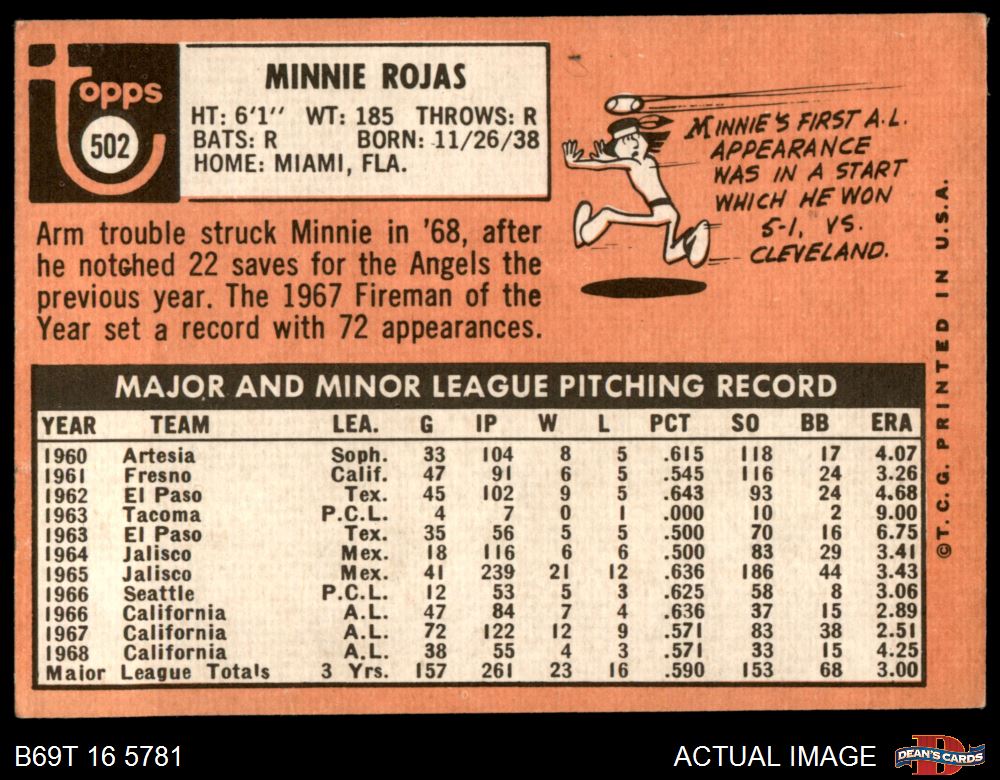 Topps
502
MINNIE ROJAS
HT: 6'1" WT: 185 THROWS: R
BATS: R BORN: 11/26/38
HOME: MIAMI, FLA.
MINNIE'S FIRST A.L.
APPEARANCE
WAS IN A START
WHICH HE WON
5-1, VS.
CLEVELAND.
Arm trouble struck Minnie in '68, after
he notched 22 saves for the Angels the
previous year. The 1967 Fireman of the
Year set a record with 72 appearances.
MAJOR AND MINOR LEAGUE PITCHING RECORD
YEAR TEAM LEA. G IP W L PCT SO BB ERA
1960 Artesia Soph. 33 104 8 5 .615 118 17 4.07
1961 Fresno Calif. 47 91 6 5 .545 116 24 3.26
1962 El Paso Tex. 45 102 9 5 .643 93 24 4.68
1963 Tacoma P.C.L. 4 7 0 1 .000 10 2 9.00
1963 El Paso Tex. 35 56 5 5 .500 70 16 6.75
1964 Jalisco Mex. 18 116 6 6 .500 83 29 3.41
1965 Jalisco Mex. 41 239 21 12 .636 186 44 3.43
1966 Seattle P.C.L. 12 53 5 3 .625 58 8 3.06
1966 California A.L. 47 84 7 4 .636 37 15 2.89
1967 California A.L. 72 122 12 9 .571 83 38 2.51
1968 California A.L. 38 55 4 3 .571 33 15 4.25
Major League Totals 3 Yrs. 157 261 23 16 .590 153 68 3.00
©T. C. G. PRINTED IN U.S.A.
B69T 16 5781
ACTUAL IMAGE
D
DEAN'S CARDS